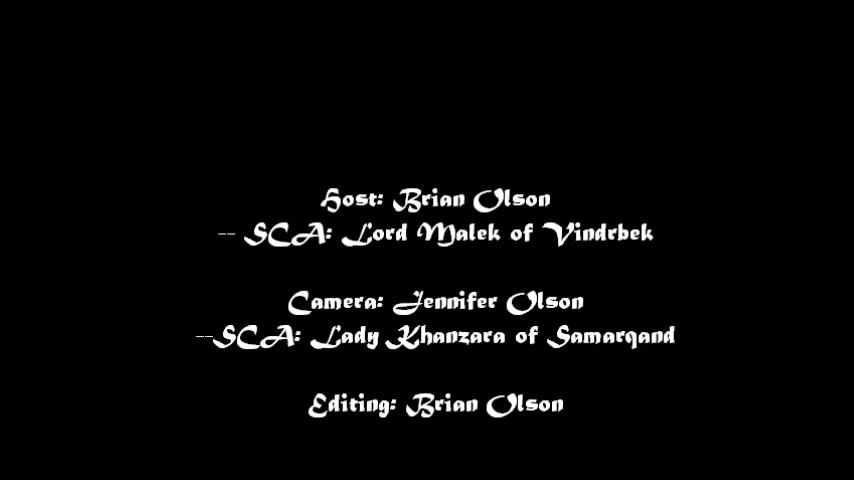 Host: Brian Olson
-- SCA: Lord Malek of Vindrbek
Camera: Jennifer Olson
--SCA: Lady Khanzara of Samarqand
Editing: Brian Olson